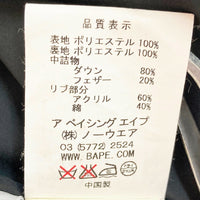 品質表示
表地 ポリエステル 100%
裏地 ポリエステル 100%
中詰物
ダウン 80%
フェザー 20%
リブ部分
アクリル 60%
綿 40%
ア ベイシング エイプ
(株) ノーウエア
03 (5772) 2524
WWW.BAPE.COM
中国製